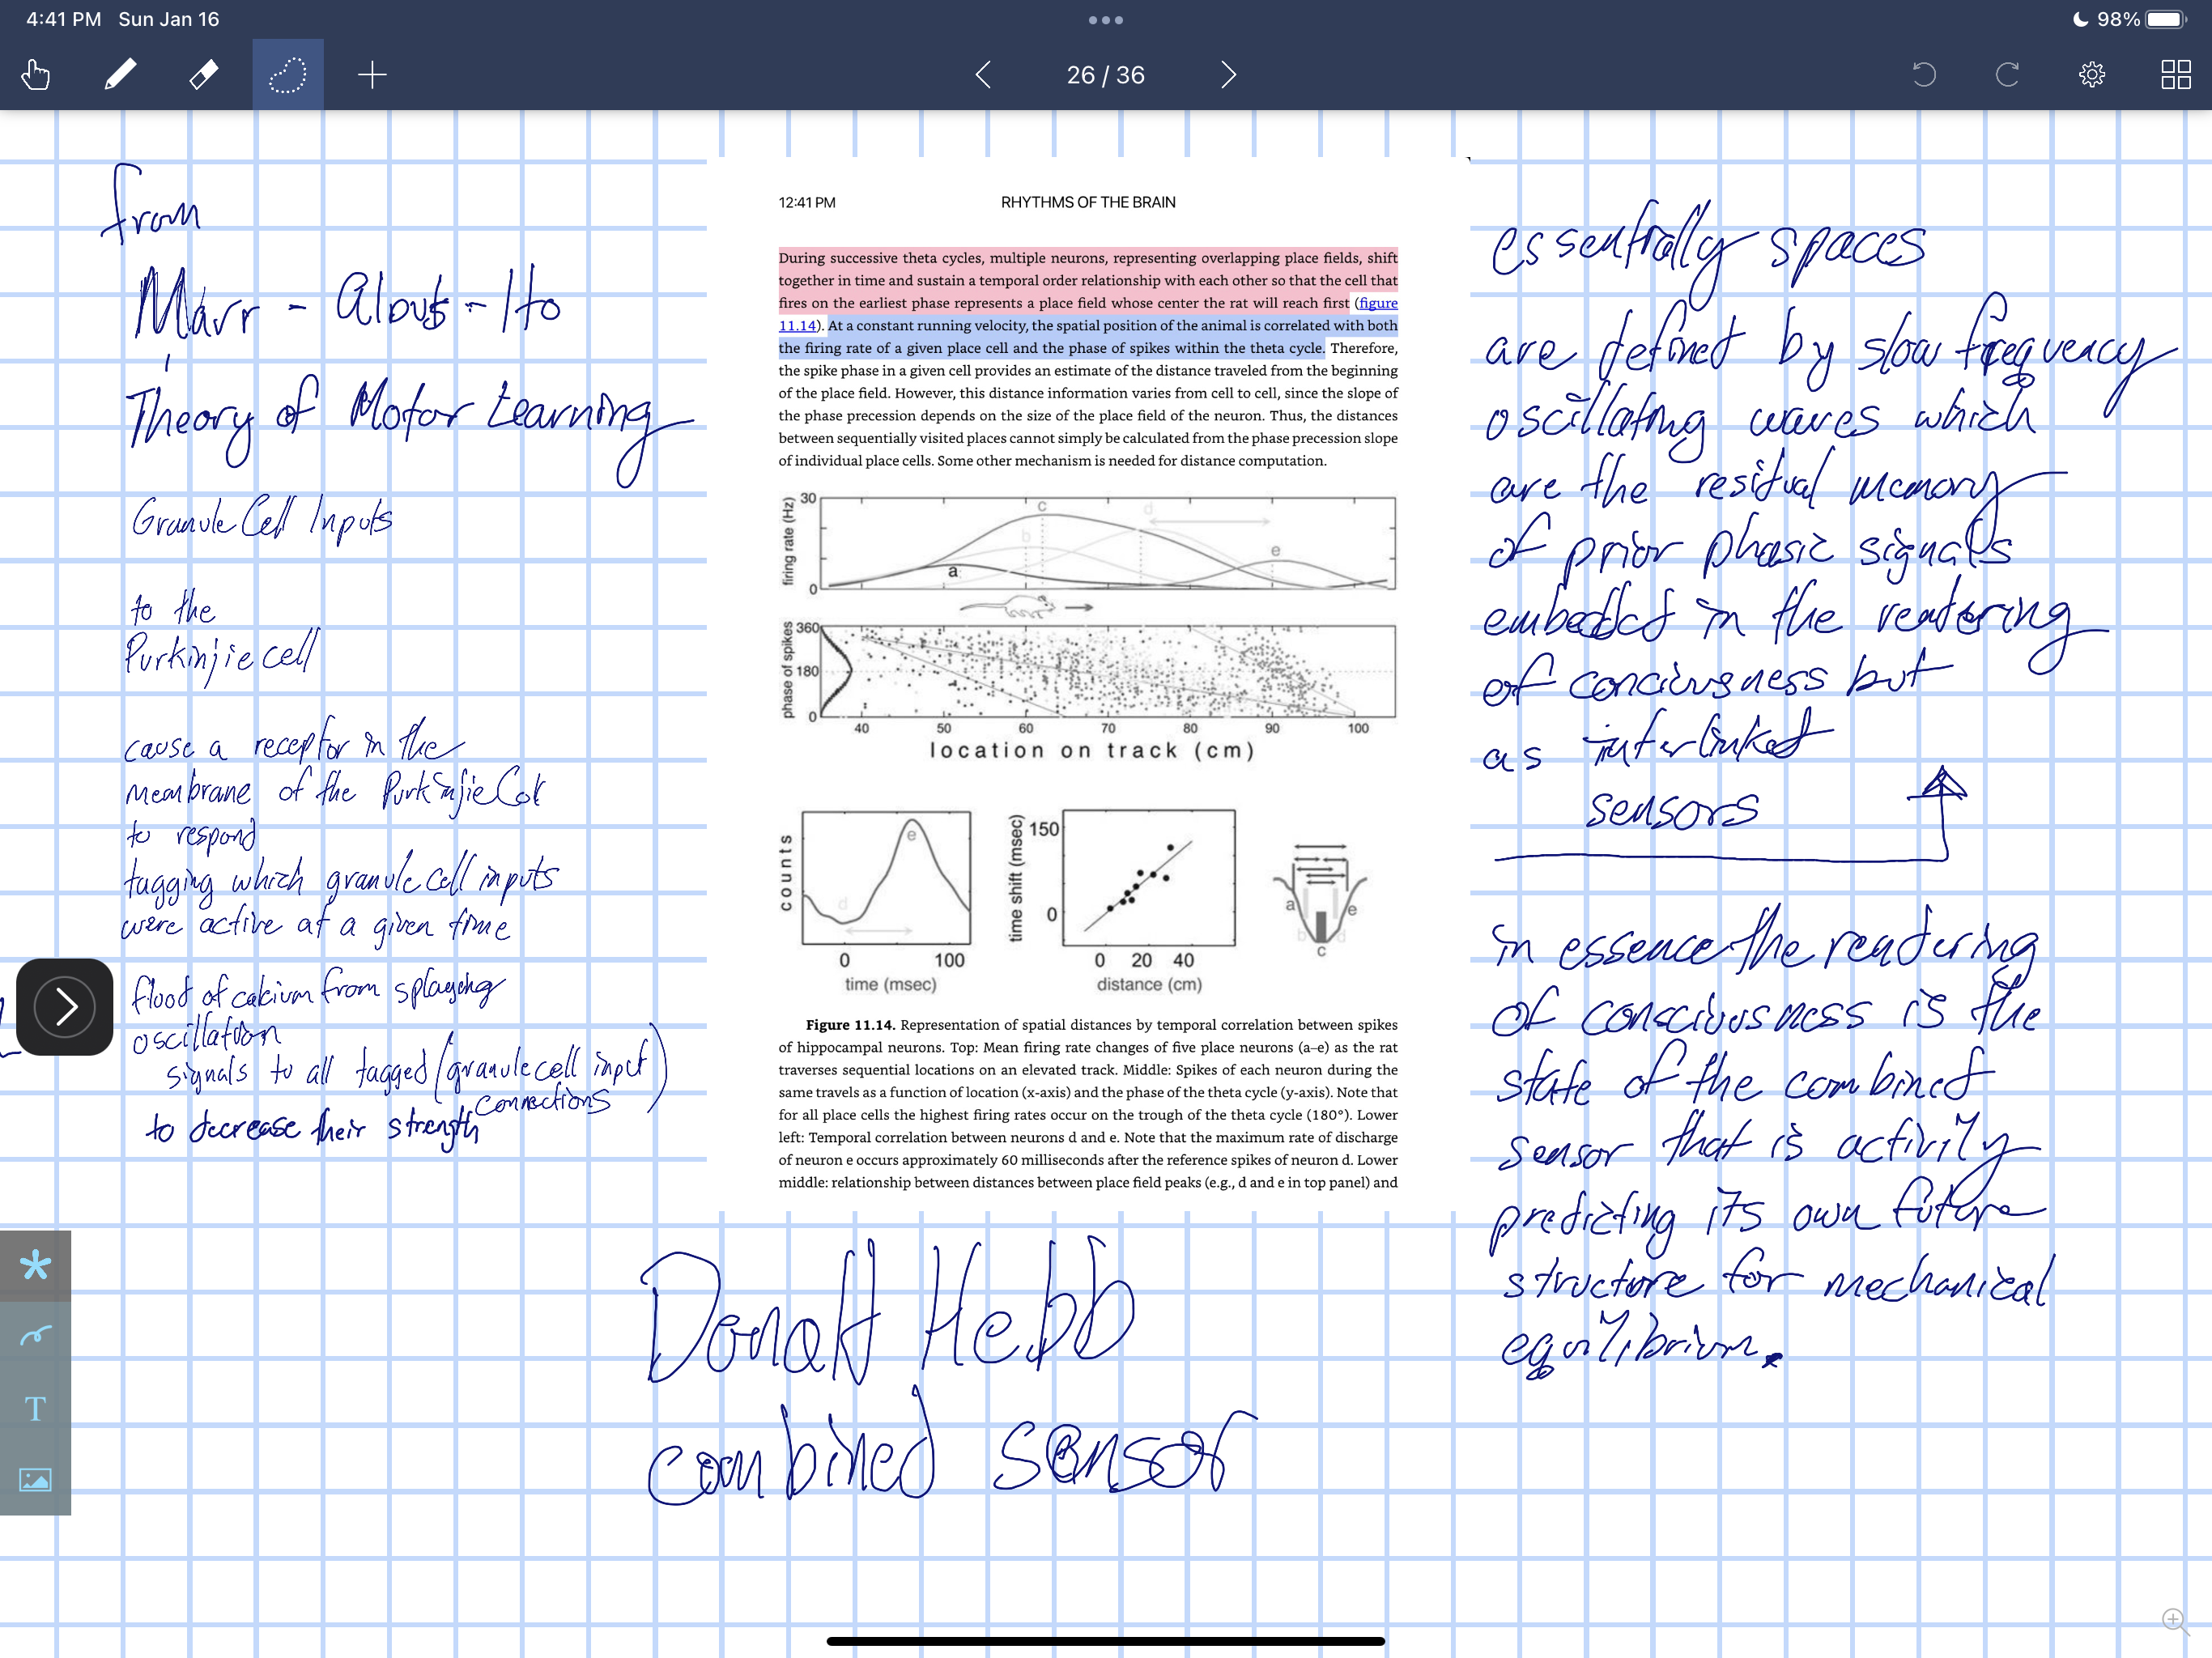 4:41 PM Sun Jan 16
98%
26 / 36
from
Marr - Albus - Ito
Theory of Motor Learning
Granule Cell Inputs
to the
Purkinjie cell
cause a receptor in the
membrane of the Purkinjie Cell
to respond
tagging which granule cell inputs
were active at a given time
flood of calcium from
oscillation
signals to all tagged (granule cell input
connections)
to decrease their strength
12:41 PM RHYTHMS OF THE BRAIN
During successive theta cycles, multiple neurons, representing overlapping place fields, shift
together in time and sustain a temporal order relationship with each other so that the cell that
fires on the earliest phase represents a place field whose center the rat will reach first (figure
11.14). At a constant running velocity, the spatial position of the animal is correlated with both
the firing rate of a given place cell and the phase of spikes within the theta cycle. Therefore,
the spike phase in a given cell provides an estimate of the distance traveled from the beginning
of the place field. However, this distance information varies from cell to cell, since the slope of
the phase precession depends on the size of the place field of the neuron. Thus, the distances
between sequentially visited places cannot simply be calculated from the phase precession slope
of individual place cells. Some other mechanism is needed for distance computation.
firing rate (Hz)
30
0
a b c d e
phase of spikes
360
180
0
40 50 60 70 80 90 100
location on track (cm)
counts
d e
0 100
time (msec)
time shift (msec)
150
0
0 20 40
distance (cm)
a e
b d
c
Figure 11.14. Representation of spatial distances by temporal correlation between spikes
of hippocampal neurons. Top: Mean firing rate changes of five place neurons (a–e) as the rat
traverses sequential locations on an elevated track. Middle: Spikes of each neuron during the
same travels as a function of location (x-axis) and the phase of the theta cycle (y-axis). Note that
for all place cells the highest firing rates occur on the trough of the theta cycle (180°). Lower
left: Temporal correlation between neurons d and e. Note that the maximum rate of discharge
of neuron e occurs approximately 60 milliseconds after the reference spikes of neuron d. Lower
middle: relationship between distances between place field peaks (e.g., d and e in top panel) and
Donald Hebb
combined sensor
essentially spaces
are defined by slow frequency
oscillating waves which
are the residual memory
of prior phasic signals
embedded in the rendering
of conciousness but
as interlinked
sensors
in essence the rendering
of consciousness is the
state of the combined
sensor that is activily
predicting its own future
structure for mechanical
equilibrium.
T